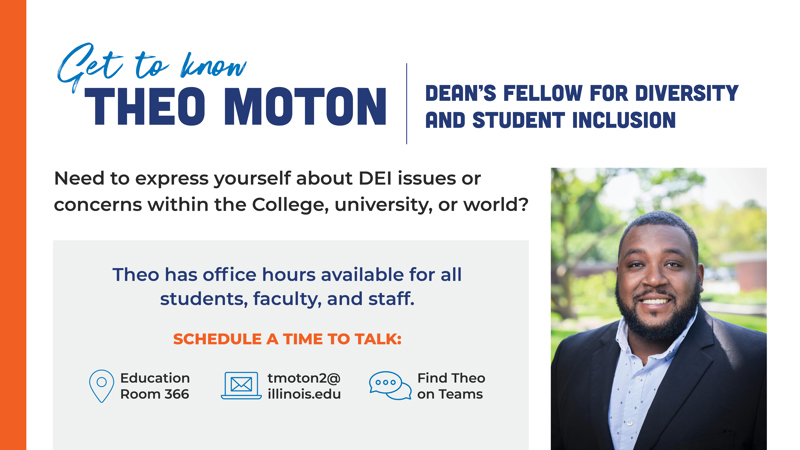 Get to know
THEO MOTON
DEAN'S FELLOW FOR DIVERSITY
AND STUDENT INCLUSION
Need to express yourself about DEI issues or
concerns within the College, university, or world?
Theo has office hours available for all
students, faculty, and staff.
SCHEDULE A TIME TO TALK:
Education
Room 366
tmoton2@
illinois.edu
Find Theo
on Teams